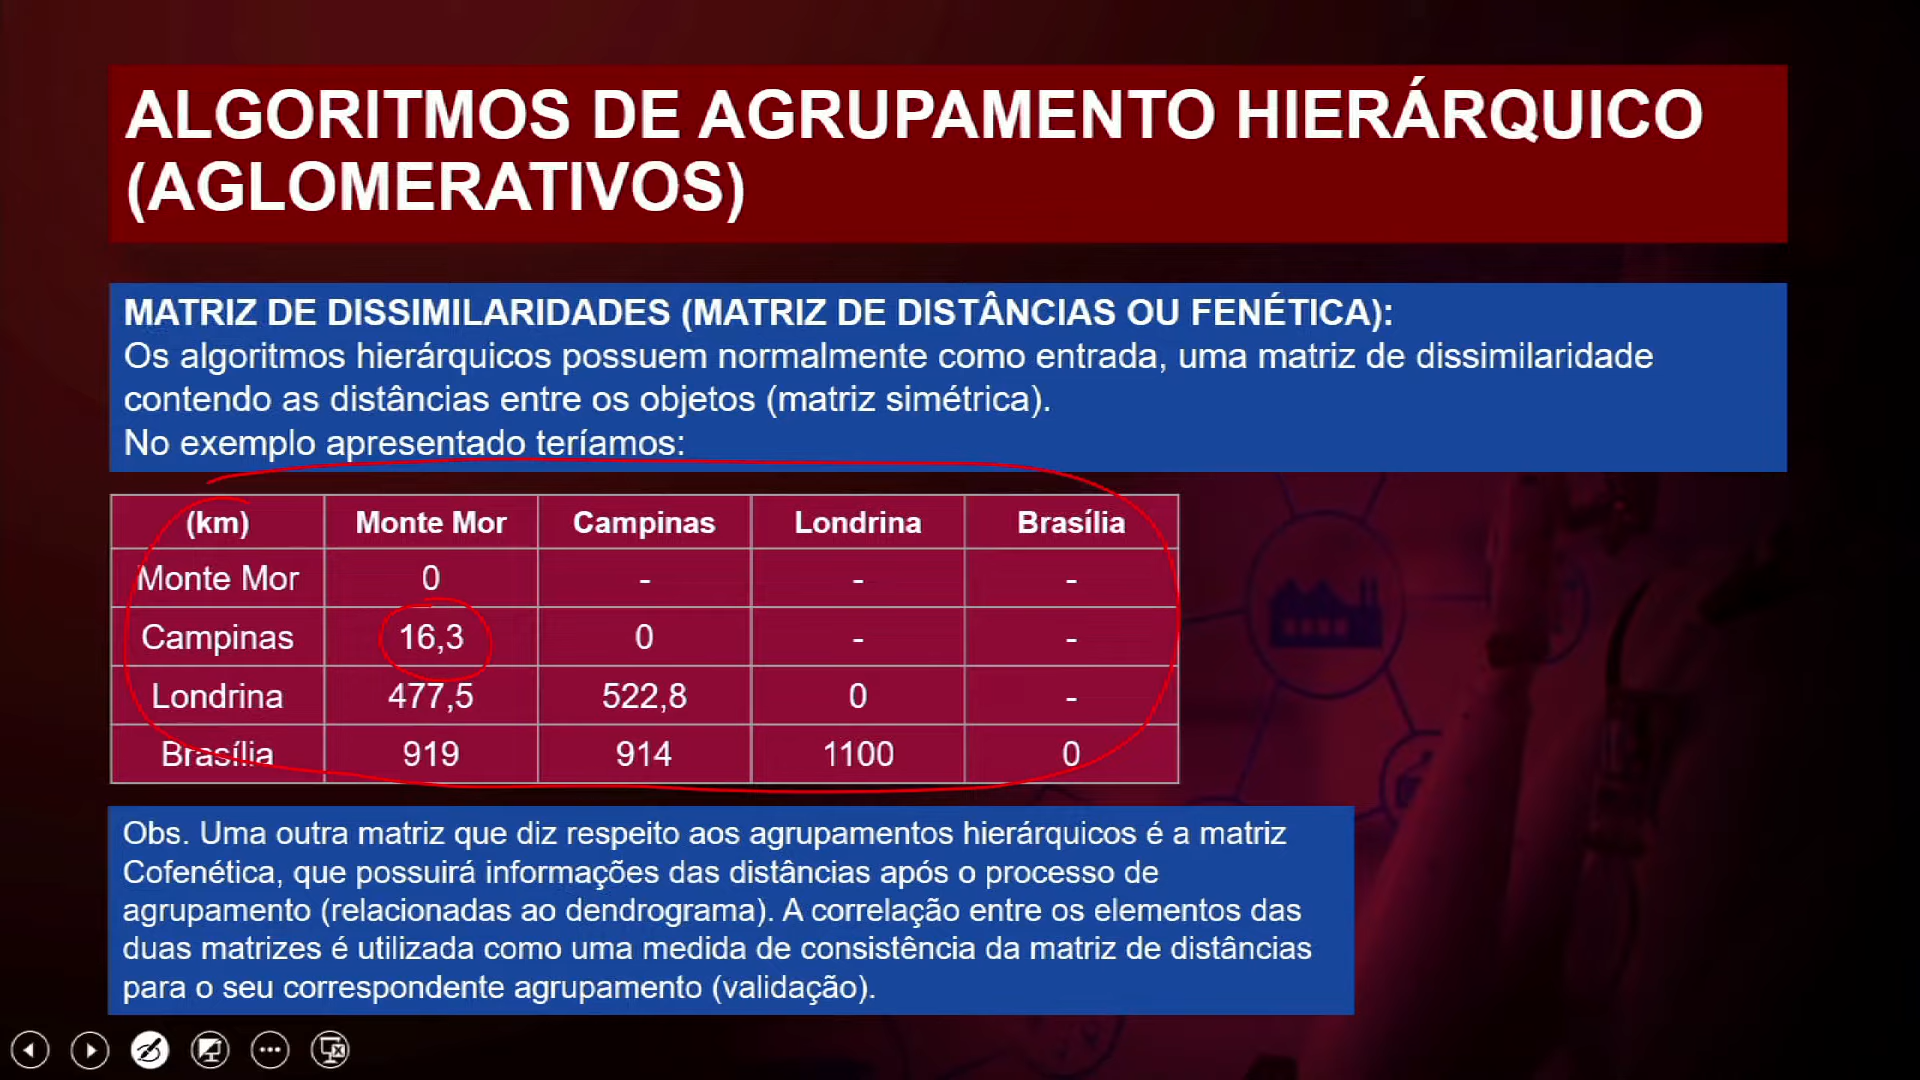 ALGORITMOS DE AGRUPAMENTO HIERÁRQUICO
(AGLOMERATIVOS)
MATRIZ DE DISSIMILARIDADES (MATRIZ DE DISTÂNCIAS OU FENÉTICA):
Os algoritmos hierárquicos possuem normalmente como entrada, uma matriz de dissimilaridade
contendo as distâncias entre os objetos (matriz simétrica).
No exemplo apresentado teríamos:
(km) Monte Mor Campinas Londrina Brasília
Monte Mor 0 - - -
Campinas 16,3 0 - -
Londrina 477,5 522,8 0 -
Brasília 919 914 1100 0
Obs. Uma outra matriz que diz respeito aos agrupamentos hierárquicos é a matriz
Cofenética, que possuirá informações das distâncias após o processo de
agrupamento (relacionadas ao dendrograma). A correlação entre os elementos das
duas matrizes é utilizada como uma medida de consistência da matriz de distâncias
para o seu correspondente agrupamento (validação).